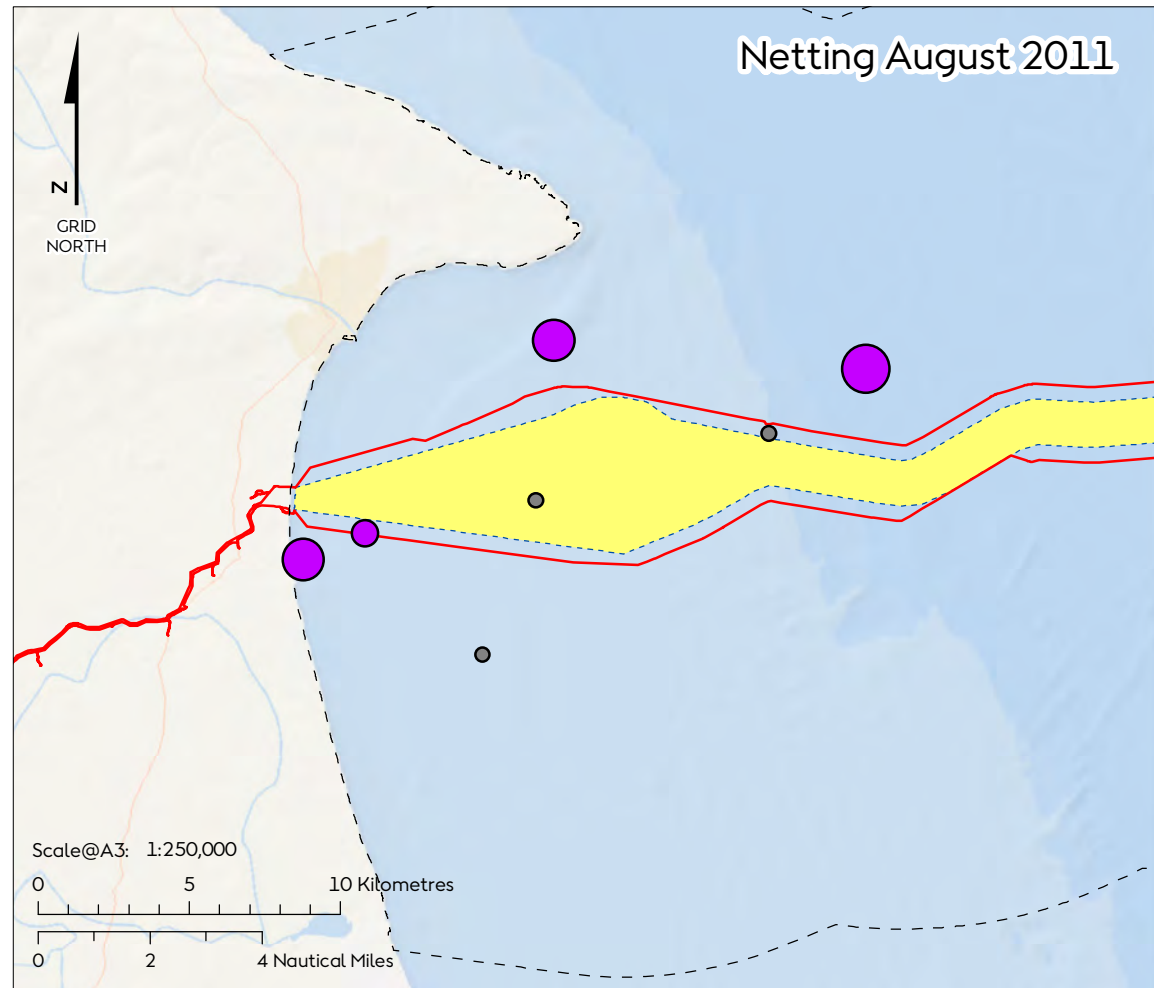 Netting August 2011
N
GRID
NORTH
Scale@A3: 1:250,000
0 5 10 Kilometres
0 2 4 Nautical Miles